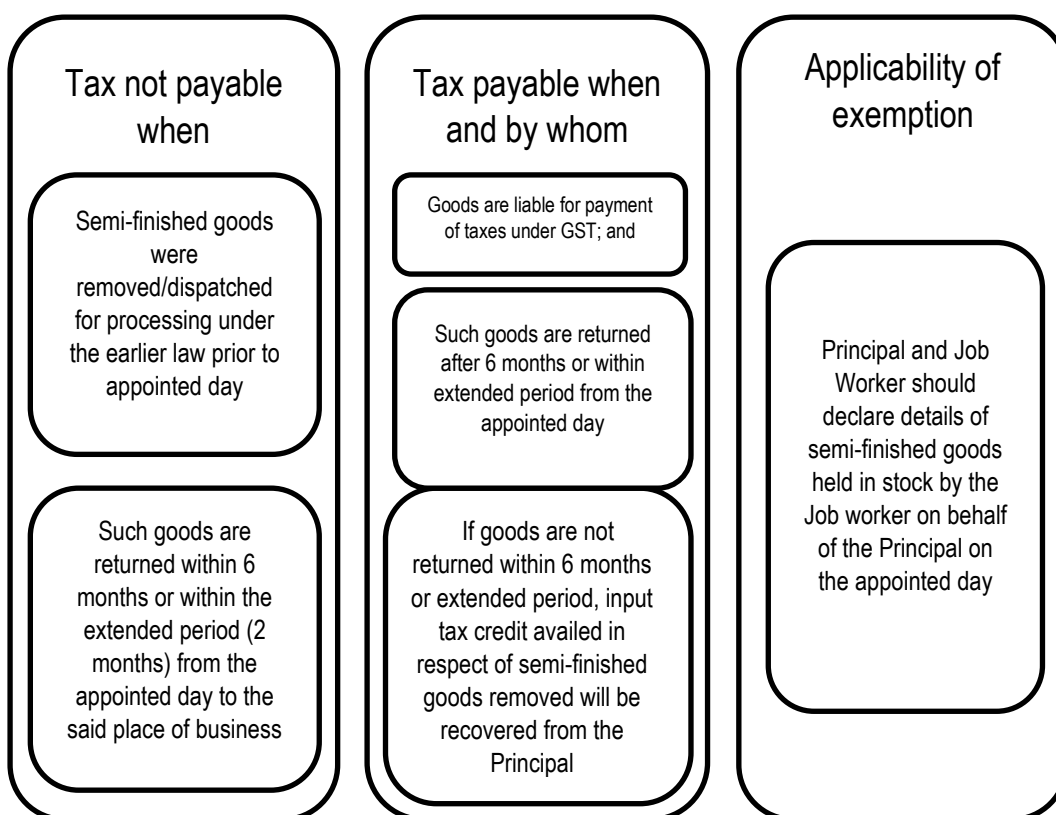 Tax not payable
when
Semi-finished goods
were
removed/dispatched
for processing under
the earlier law prior to
appointed day
Such goods are
returned within 6
months or within the
extended period (2
months) from the
appointed day to the
said place of business
Tax payable when
and by whom
Goods are liable for payment
of taxes under GST; and
Such goods are returned
after 6 months or within
extended period from the
appointed day
If goods are not
returned within 6 months
or extended period, input
tax credit availed in
respect of semi-finished
goods removed will be
recovered from the
Principal
Applicability of
exemption
Principal and Job
Worker should
declare details of
semi-finished goods
held in stock by the
Job worker on behalf
of the Principal on
the appointed day